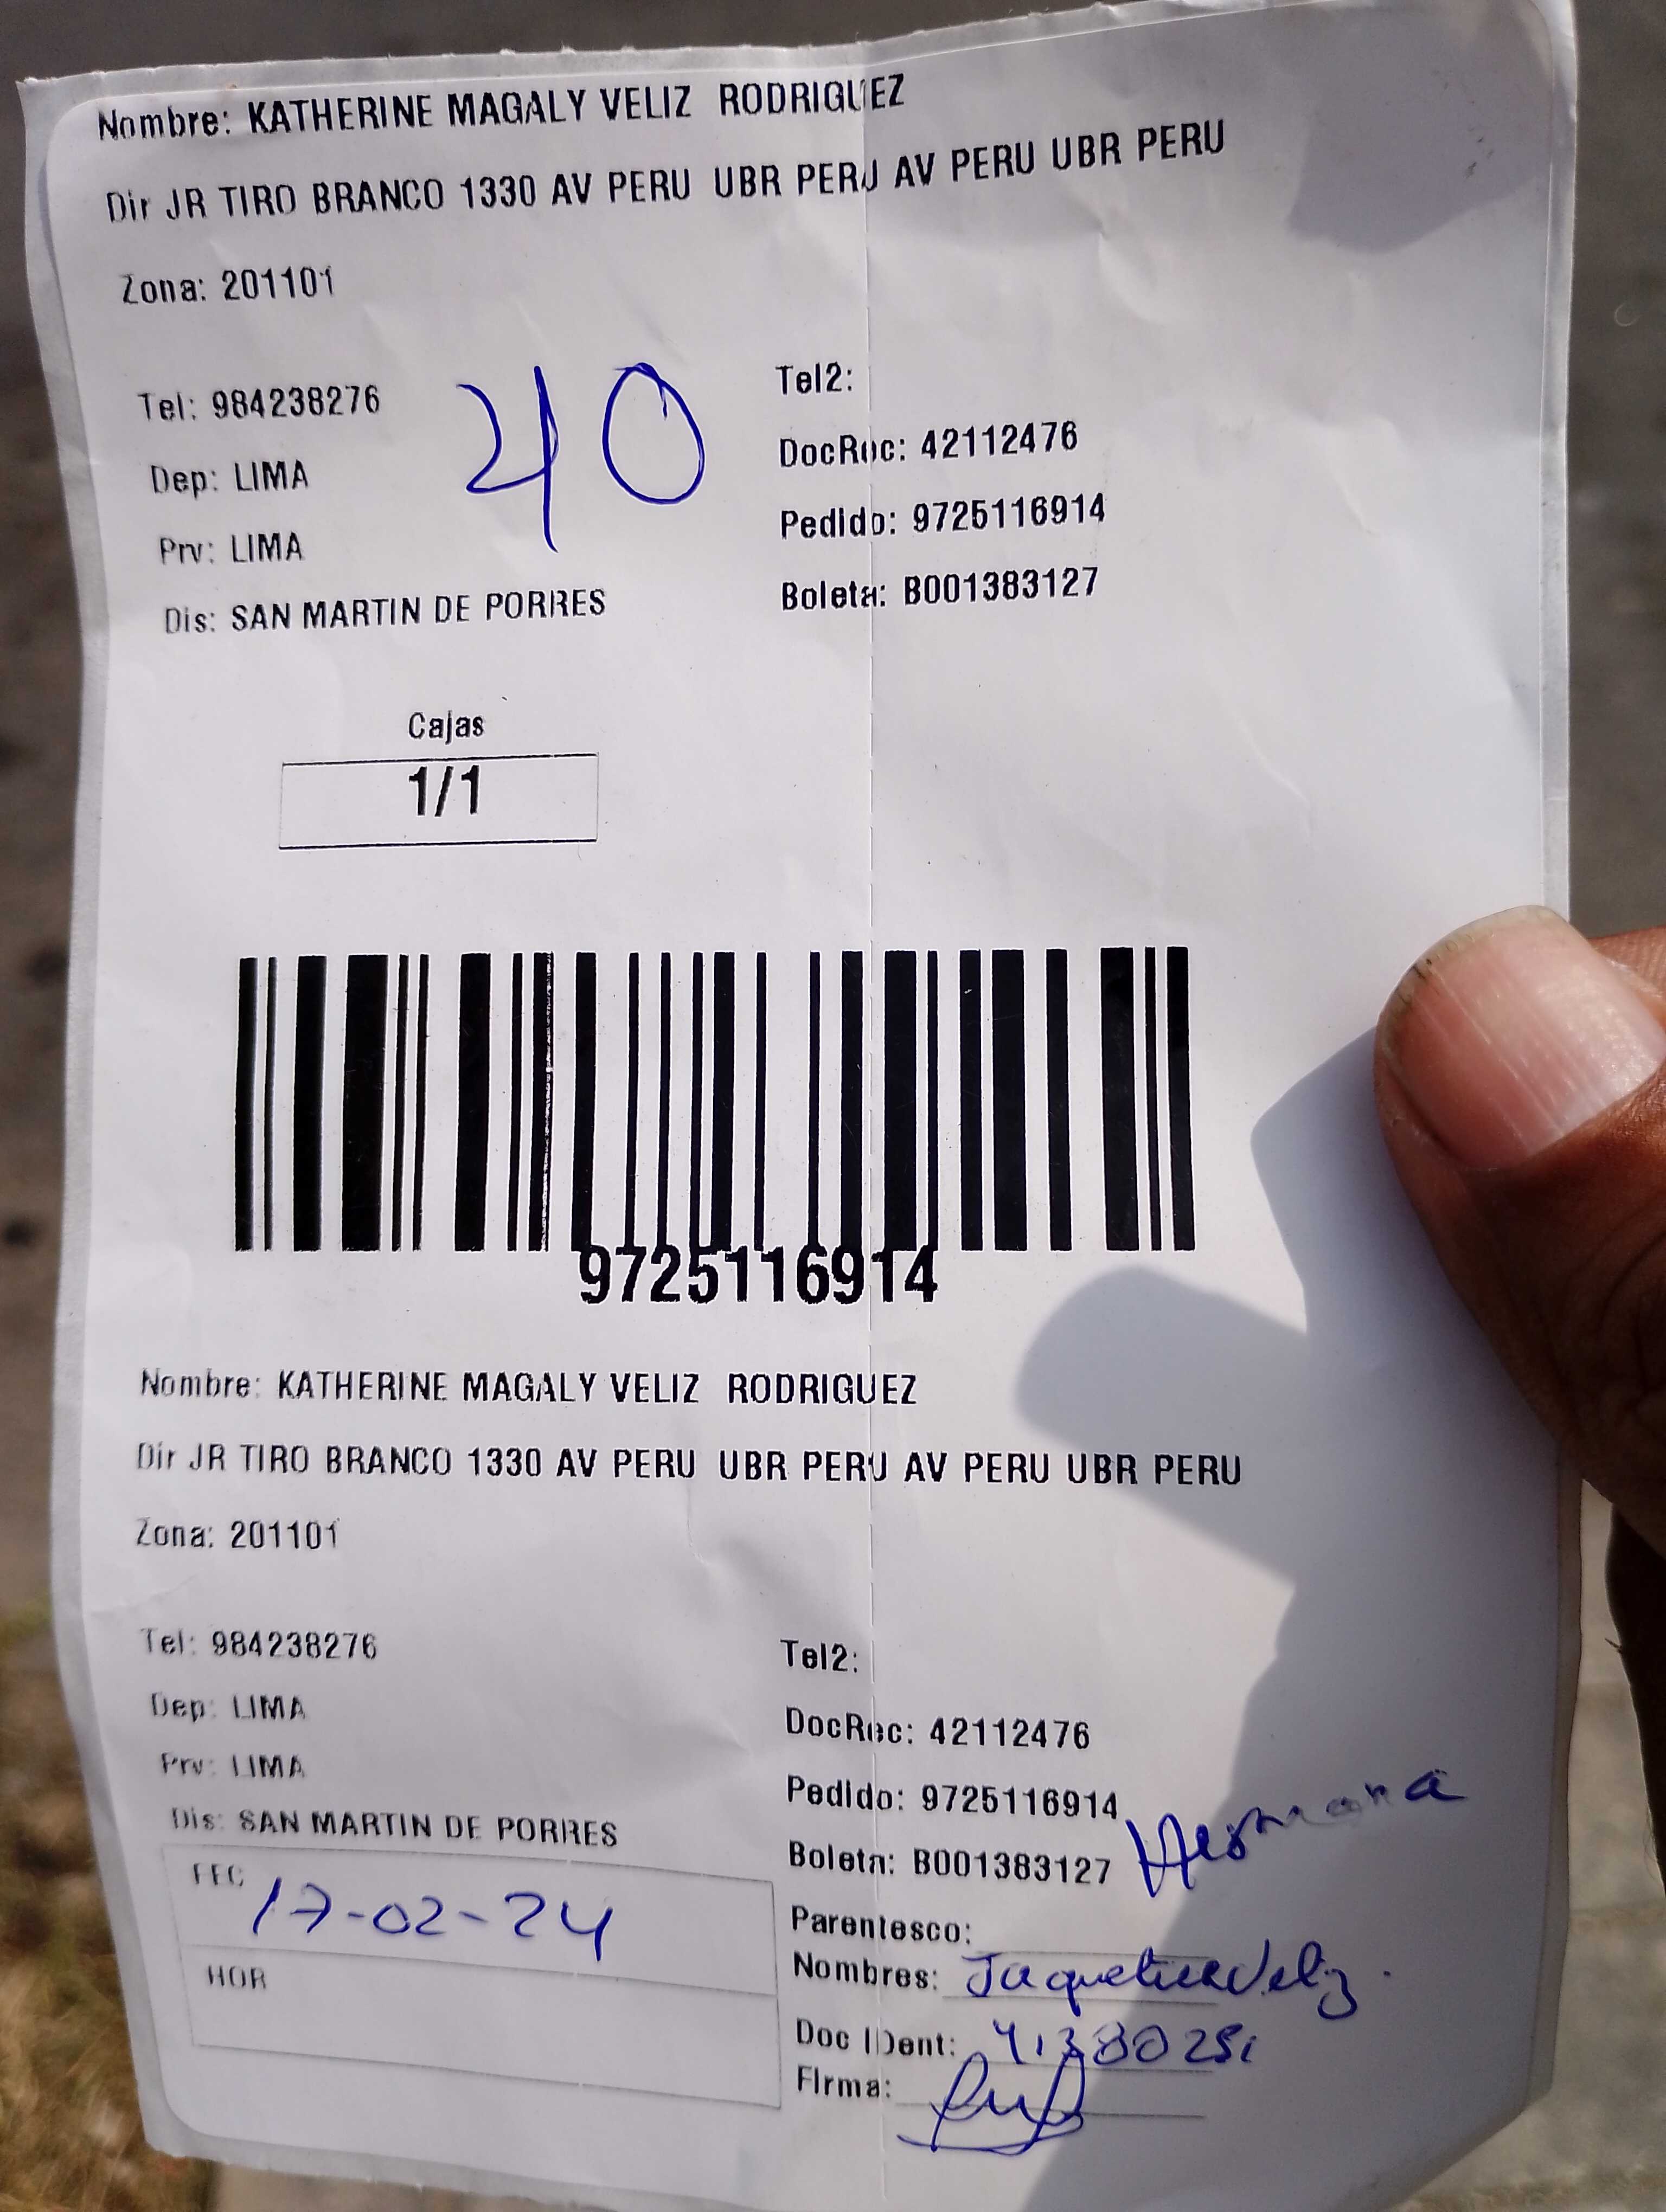 Nombre: KATHERINE MAGALY VELIZ RODRIGUEZ
Dir JR TIRO BRANCO 1330 AV PERU UBR PERU AV PERU UBR PERU
Zona: 201101
40
Tel: 984238276
Tel2:
DocRec: 42112476
Dep: LIMA
Pedido: 9725116914
Prv: LIMA
Boleta: B001383127
Dis: SAN MARTIN DE PORRES
Cajas
1/1
9725116914
Nombre: KATHERINE MAGALY VELIZ RODRIGUEZ
Dir JR TIRO BRANCO 1330 AV PERU UBR PERU AV PERU UBR PERU
Zona: 201101
Tel: 984238276
Tel2:
Dep: LIMA
DocRec: 42112476
Prv: LIMA
Pedido: 9725116914
Dis: SAN MARTIN DE PORRES
Boleta: B001383127
Hermana
FEC
17-02-24
HOR
Parentesco:
Nombres: Jaqueline Veliz.
Doc IDent:
Firma: